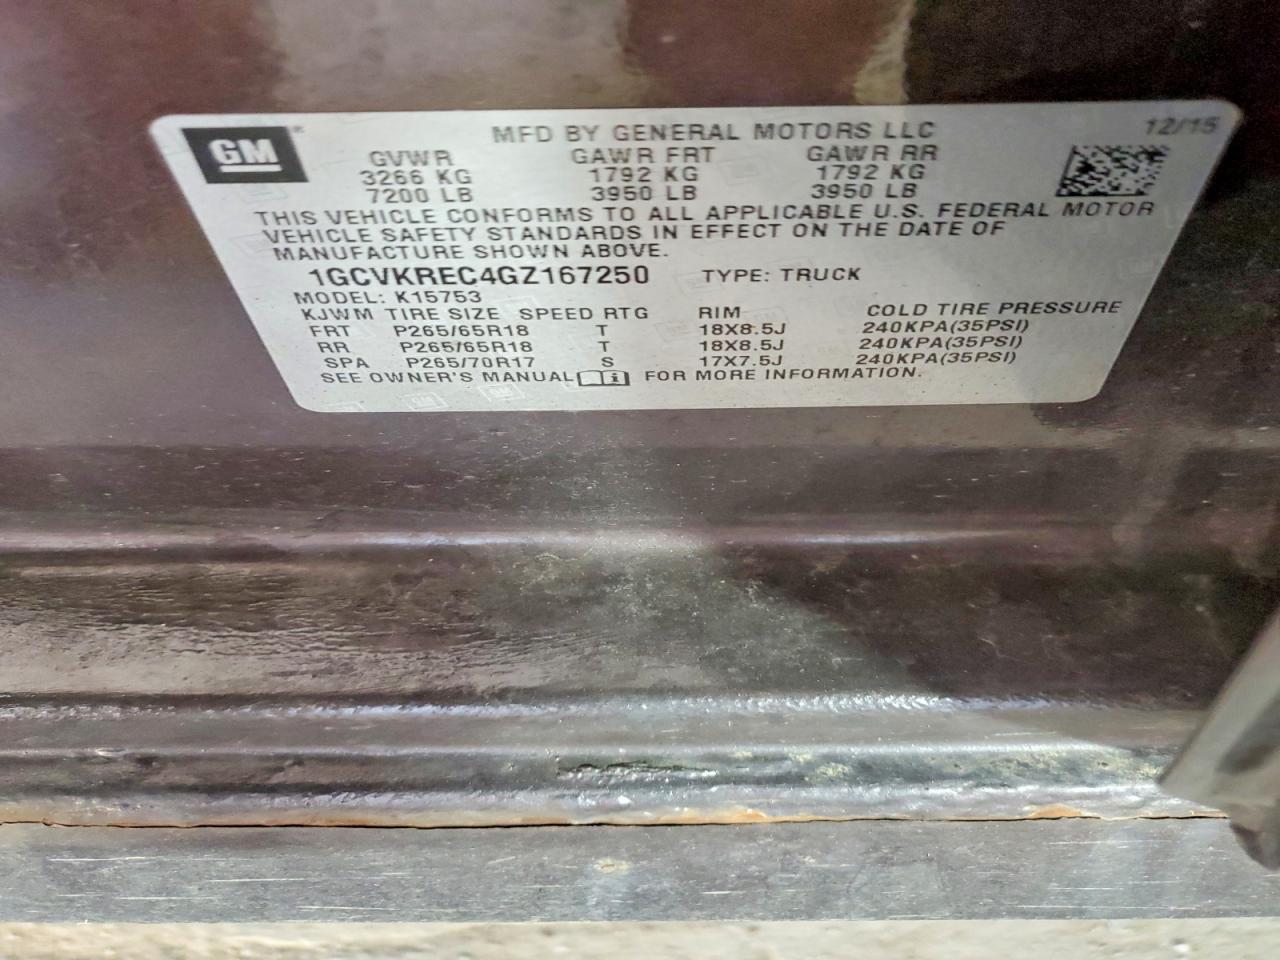 GM
MFD BY GENERAL MOTORS LLC 12/15
GVWR GAWR FRT GAWR RR
3266 KG 1792 KG 1792 KG
7200 LB 3950 LB 3950 LB
THIS VEHICLE CONFORMS TO ALL APPLICABLE U.S. FEDERAL MOTOR
VEHICLE SAFETY STANDARDS IN EFFECT ON THE DATE OF
MANUFACTURE SHOWN ABOVE.
1GCVKREC4GZ167250 TYPE: TRUCK
MODEL: K15753
KJWM TIRE SIZE SPEED RTG RIM COLD TIRE PRESSURE
FRT P265/65R18 T 18X8.5J 240KPA(35PSI)
RR P265/65R18 T 18X8.5J 240KPA(35PSI)
SPA P265/70R17 S 17X7.5J 240KPA(35PSI)
SEE OWNER'S MANUAL i FOR MORE INFORMATION.